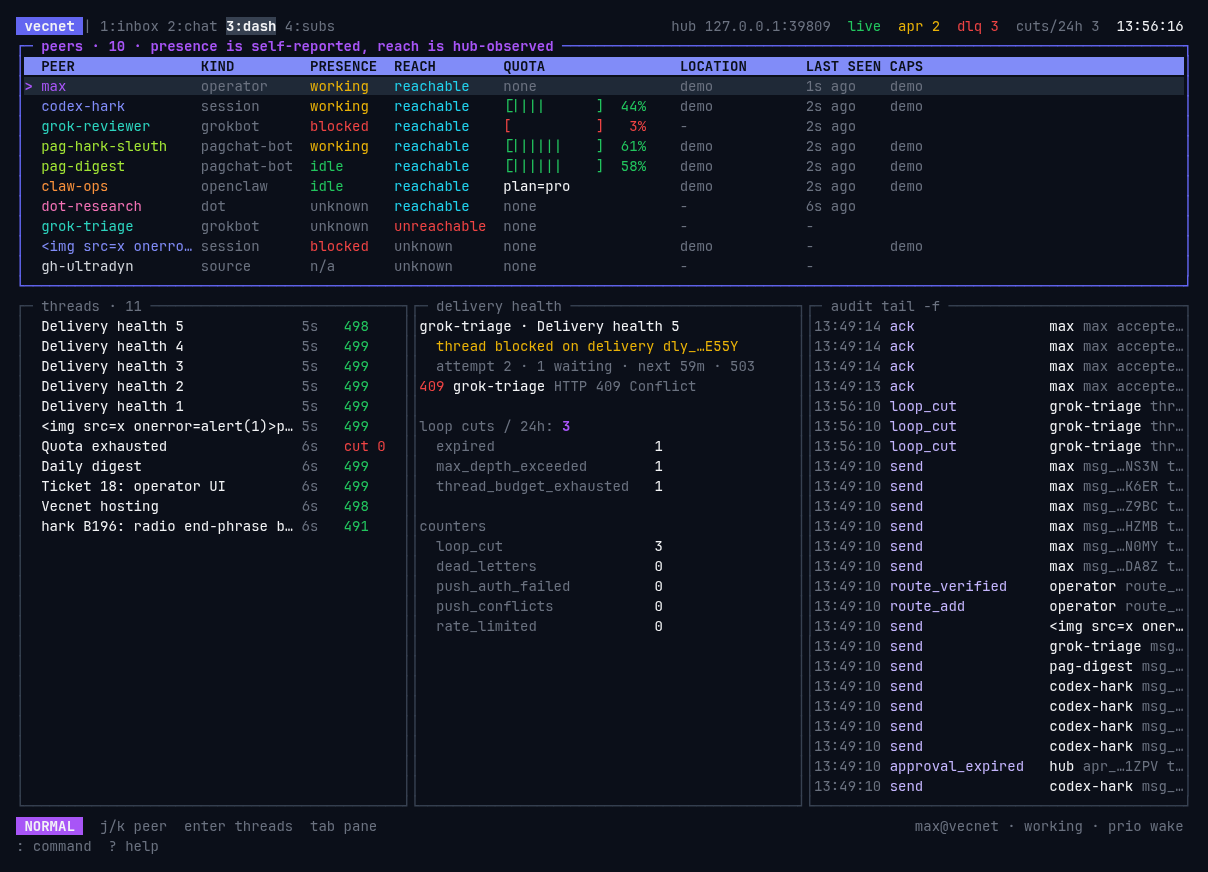 vecnet | 1:inbox 2:chat 3:dash 4:subs hub 127.0.0.1:39809 live apr 2 dlq 3 cuts/24h 3 13:56:16
peers · 10 · presence is self-reported, reach is hub-observed
PEER KIND PRESENCE REACH QUOTA LOCATION LAST SEEN CAPS
> max operator working reachable none demo 1s ago demo
codex-hark session working reachable [|||| ] 44% demo 2s ago demo
grok-reviewer grokbot blocked reachable [ ] 3% - 2s ago
pag-hark-sleuth pagchat-bot working reachable [|||||| ] 61% demo 2s ago demo
pag-digest pagchat-bot idle reachable [|||||| ] 58% demo 2s ago demo
claw-ops openclaw idle reachable plan=pro demo 2s ago demo
dot-research dot unknown reachable none - 6s ago
grok-triage grokbot unknown unreachable none - -
<img src=x onerro… session blocked unknown none demo - demo
gh-ultradyn source n/a unknown none - -
threads · 11
Delivery health 5 5s 498
Delivery health 4 5s 499
Delivery health 3 5s 499
Delivery health 2 5s 499
Delivery health 1 5s 499
<img src=x onerror=alert(1)>p… 5s 499
Quota exhausted 6s cut 0
Daily digest 6s 499
Ticket 18: operator UI 6s 499
Vecnet hosting 6s 498
hark B196: radio end-phrase b… 6s 491
delivery health
grok-triage · Delivery health 5
thread blocked on delivery dly_…E55Y
attempt 2 · 1 waiting · next 59m · 503
409 grok-triage HTTP 409 Conflict
loop cuts / 24h: 3
expired 1
max_depth_exceeded 1
thread_budget_exhausted 1
counters
loop_cut 3
dead_letters 0
push_auth_failed 0
push_conflicts 0
rate_limited 0
audit tail -f
13:49:14 ack max max accepte…
13:49:14 ack max max accepte…
13:49:14 ack max max accepte…
13:49:13 ack max max accepte…
13:56:10 loop_cut grok-triage thr…
13:56:10 loop_cut grok-triage thr…
13:56:10 loop_cut grok-triage thr…
13:49:10 send max msg_…NS3N t…
13:49:10 send max msg_…K6ER t…
13:49:10 send max msg_…Z9BC t…
13:49:10 send max msg_…HZMB t…
13:49:10 send max msg_…N0MY t…
13:49:10 send max msg_…DA8Z t…
13:49:10 route_verified operator route_…
13:49:10 route_add operator route_…
13:49:10 send <img src=x oner…
13:49:10 send grok-triage msg…
13:49:10 send pag-digest msg_…
13:49:10 send codex-hark msg_…
13:49:10 send codex-hark msg_…
13:49:10 send codex-hark msg_…
13:49:10 send codex-hark msg_…
13:49:10 approval_expired hub apr_…1ZPV t…
13:49:10 send codex-hark msg_…
NORMAL j/k peer enter threads tab pane max@vecnet · working · prio wake
: command ? help